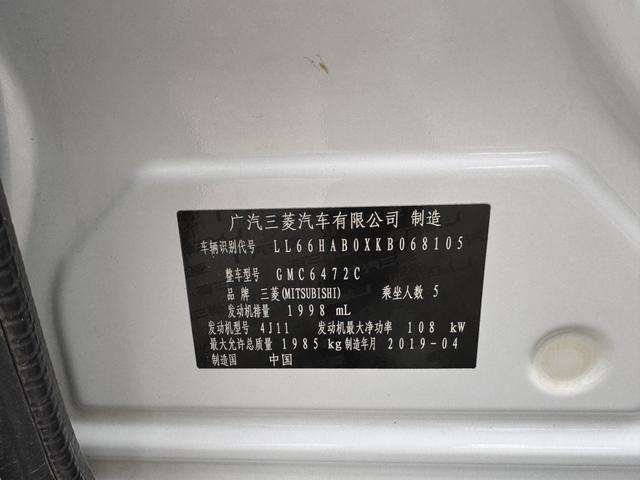 广汽三菱汽车有限公司 制造
车辆识别代号 LL66HAB0XKB068105
整车型号 GMC6472C
品牌 三菱(MITSUBISHI) 乘坐人数 5
发动机排量 1998 mL
发动机型号 4J11 发动机最大净功率 108 kW
最大允许总质量 1985 kg 制造年月 2019-04
制造国 中国